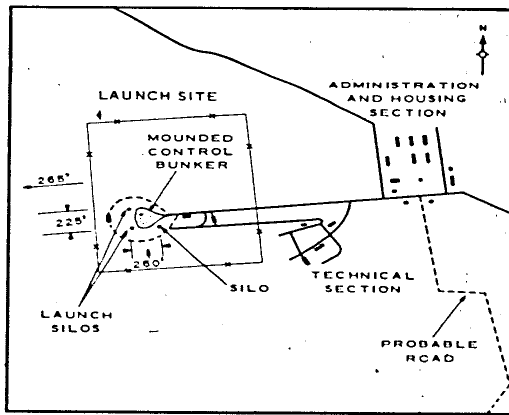 N
ADMINISTRATION
AND HOUSING
SECTION
LAUNCH SITE
MOUNDED
CONTROL
BUNKER
265°
225'
260'
SILO
LAUNCH
SILOS
TECHNICAL
SECTION
PROBABLE
ROAD